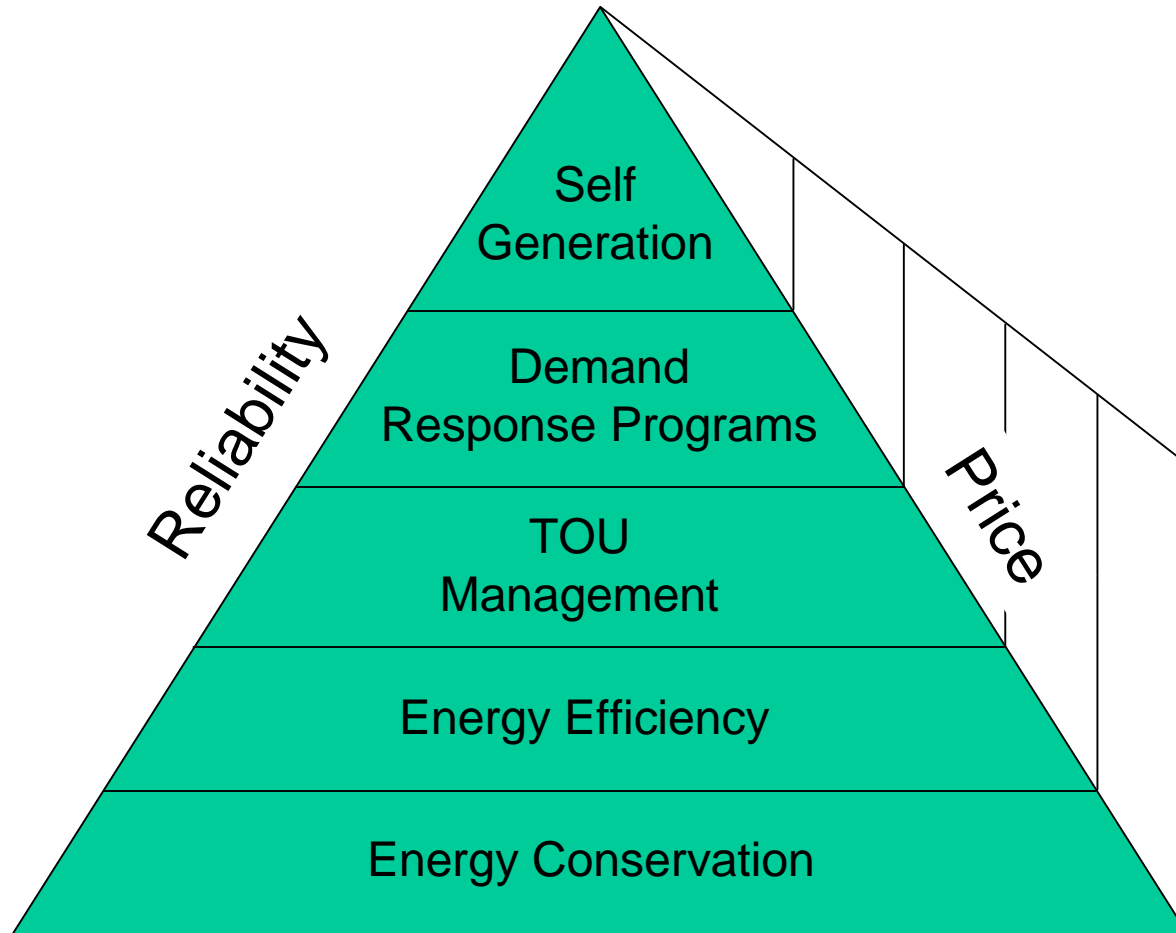 Self
Generation
Demand
Response Programs
Reliability
Price
TOU
Management
Energy Efficiency
Energy Conservation